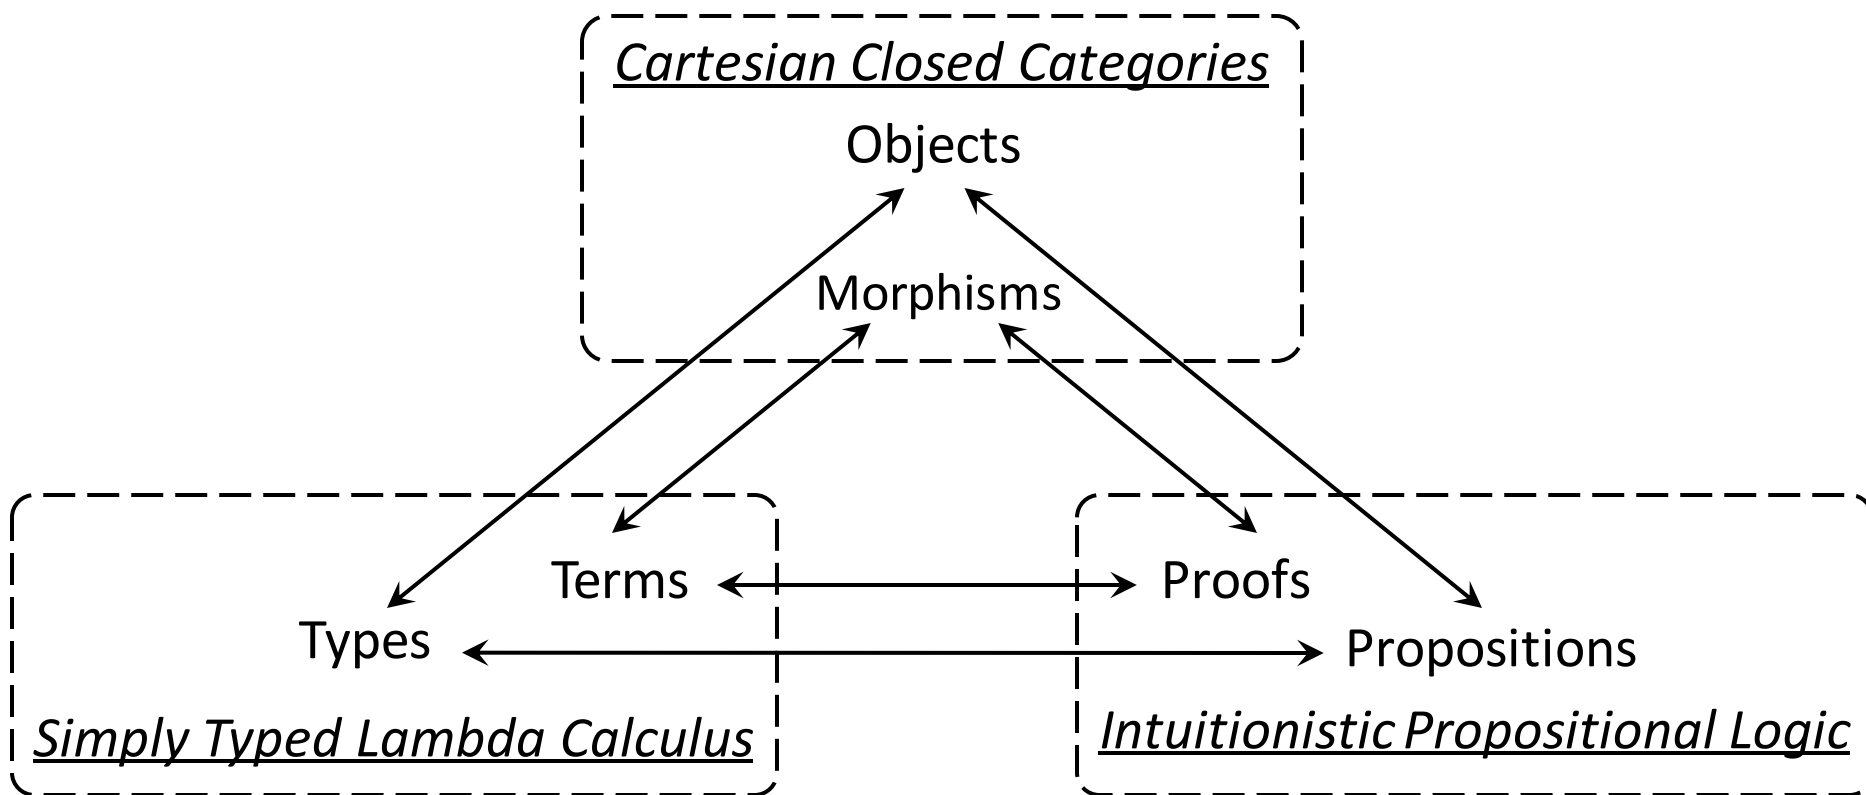 Cartesian Closed Categories
Objects
Morphisms
Terms
Proofs
Types
Propositions
Simply Typed Lambda Calculus
Intuitionistic Propositional Logic